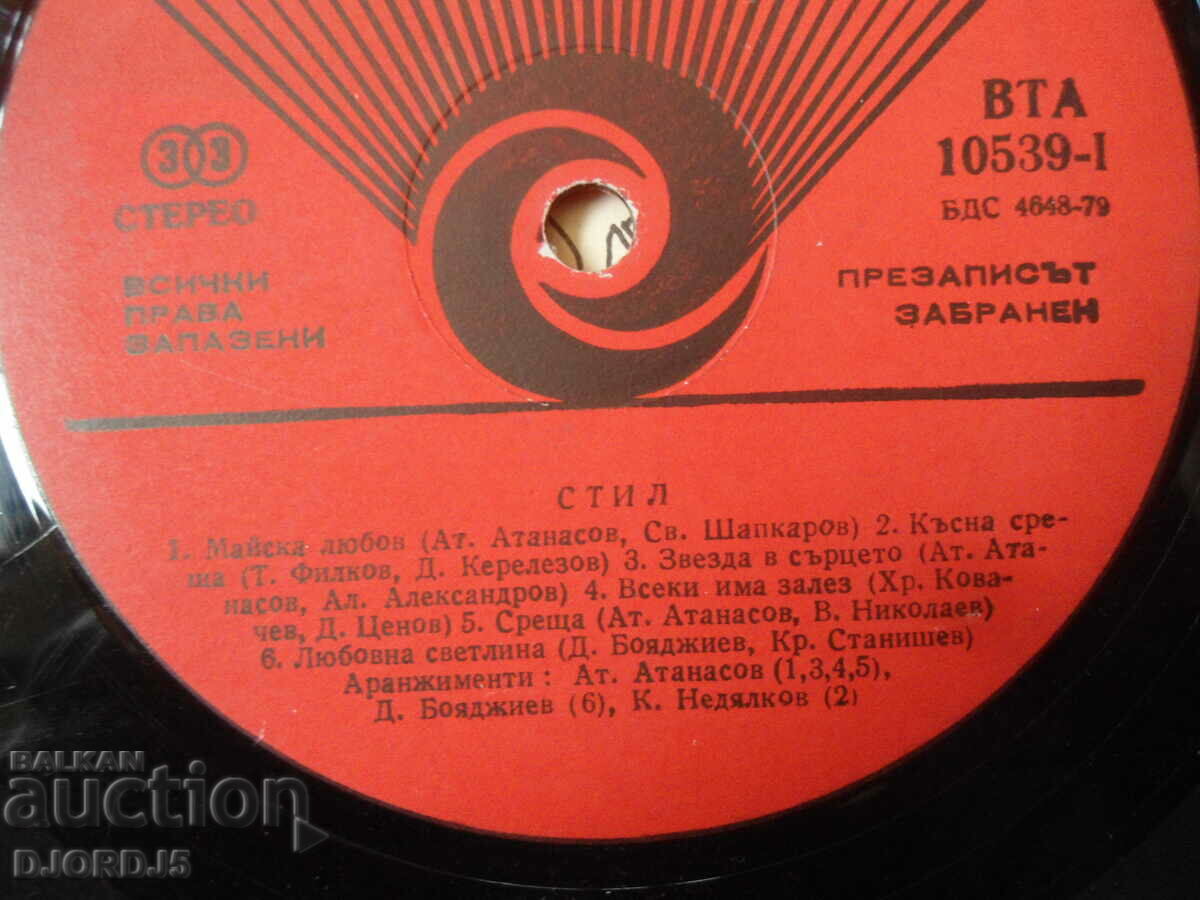 33
СТЕРЕО
ВСИЧКИ
ПРАВА
ЗАПАЗЕНИ
ВТА
10539-I
БДС 4648-79
ПРЕЗАПИСЪТ
ЗАБРАНЕН
СТИЛ
1. Майска любов (Ат. Атанасов, Св. Шапкаров) 2. Късна сре-
ща (Т. Филков, Д. Керелезов) 3. Звезда в сърцето (Ат. Ата-
насов, Ал. Александров) 4. Всеки има залез (Хр. Кова-
чев, Д. Ценов) 5. Среща (Ат. Атанасов, В. Николаев)
6. Любовна светлина (Д. Бояджиев, Кр. Станишев)
Аранжименти : Ат. Атанасов (1,3,4,5),
Д. Бояджиев (6), К. Недялков (2)
BALKAN
auction
DJORDJ5